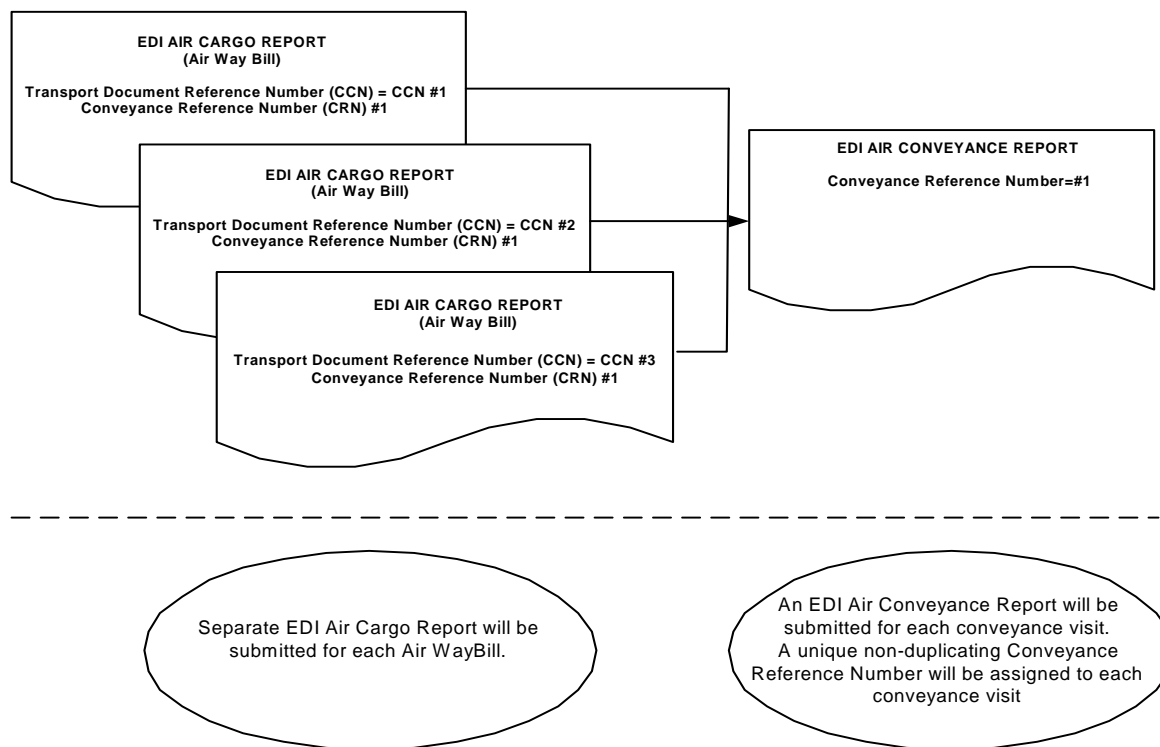 EDI AIR CARGO REPORT
(Air Way Bill)
Transport Document Reference Number (CCN) = CCN #1
Conveyance Reference Number (CRN) #1
EDI AIR CARGO REPORT
(Air Way Bill)
Transport Document Reference Number (CCN) = CCN #2
Conveyance Reference Number (CRN) #1
EDI AIR CARGO REPORT
(Air Way Bill)
Transport Document Reference Number (CCN) = CCN #3
Conveyance Reference Number (CRN) #1
EDI AIR CONVEYANCE REPORT
Conveyance Reference Number=#1
Separate EDI Air Cargo Report will be
submitted for each Air WayBill.
An EDI Air Conveyance Report will be
submitted for each conveyance visit.
A unique non-duplicating Conveyance
Reference Number will be assigned to each
conveyance visit